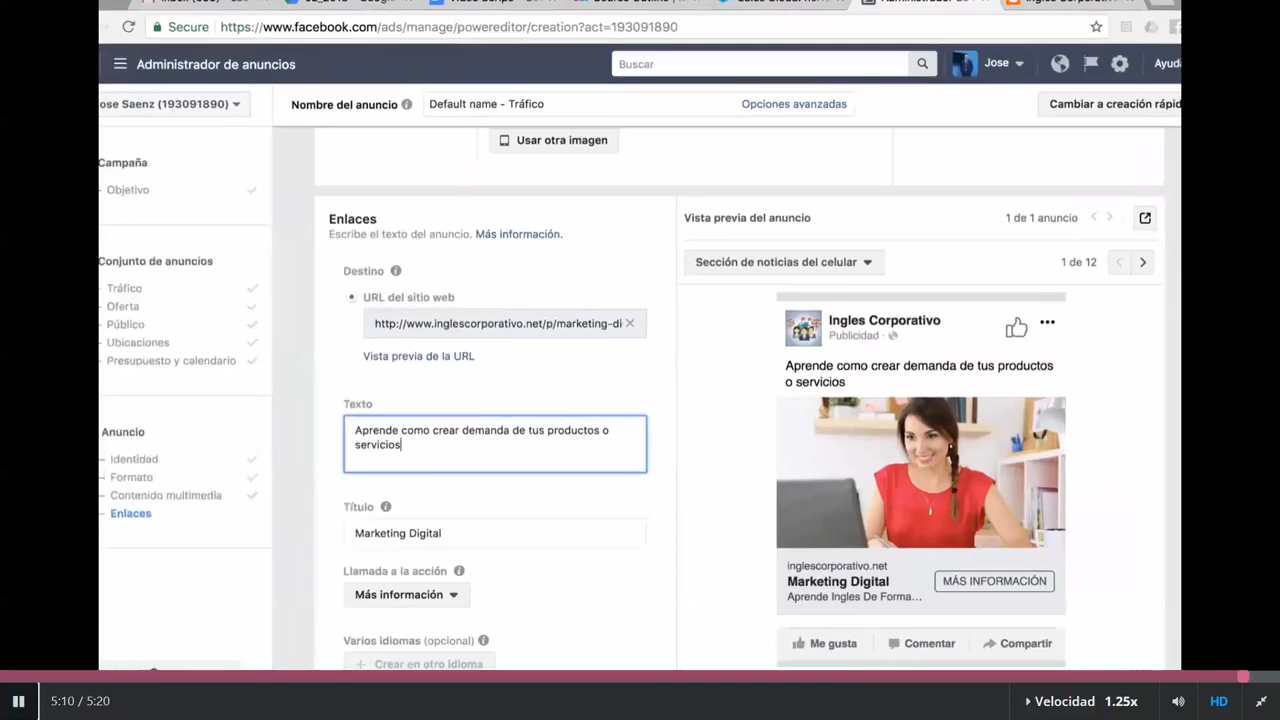 Secure https://www.facebook.com/ads/manage/powereditor/creation?act=193091890
Administrador de anuncios
Buscar
Jose
ose Saenz (193091890)
Nombre del anuncio
Default name - Tráfico
Opciones avanzadas
Cambiar a creación rápid
Campaña
Objetivo
Conjunto de anuncios
Tráfico
Oferta
Público
Ubicaciones
Presupuesto y calendario
Anuncio
Identidad
Formato
Contenido multimedia
Enlaces
Usar otra imagen
Enlaces
Escribe el texto del anuncio. Más información.
Destino
URL del sitio web
http://www.inglescorporativo.net/p/marketing-di
Vista previa de la URL
Texto
Aprende como crear demanda de tus productos o
servicios
Título
Marketing Digital
Llamada a la acción
Más información
Varios idiomas (opcional)
Crear en otro idioma
Vista previa del anuncio
1 de 1 anuncio
Sección de noticias del celular
1 de 12
Ingles Corporativo
Publicidad
Aprende como crear demanda de tus productos
o servicios
inglescorporativo.net
Marketing Digital
Aprende Ingles De Forma...
MÁS INFORMACIÓN
Me gusta
Comentar
Compartir
5:10 / 5:20
Velocidad 1.25x
HD